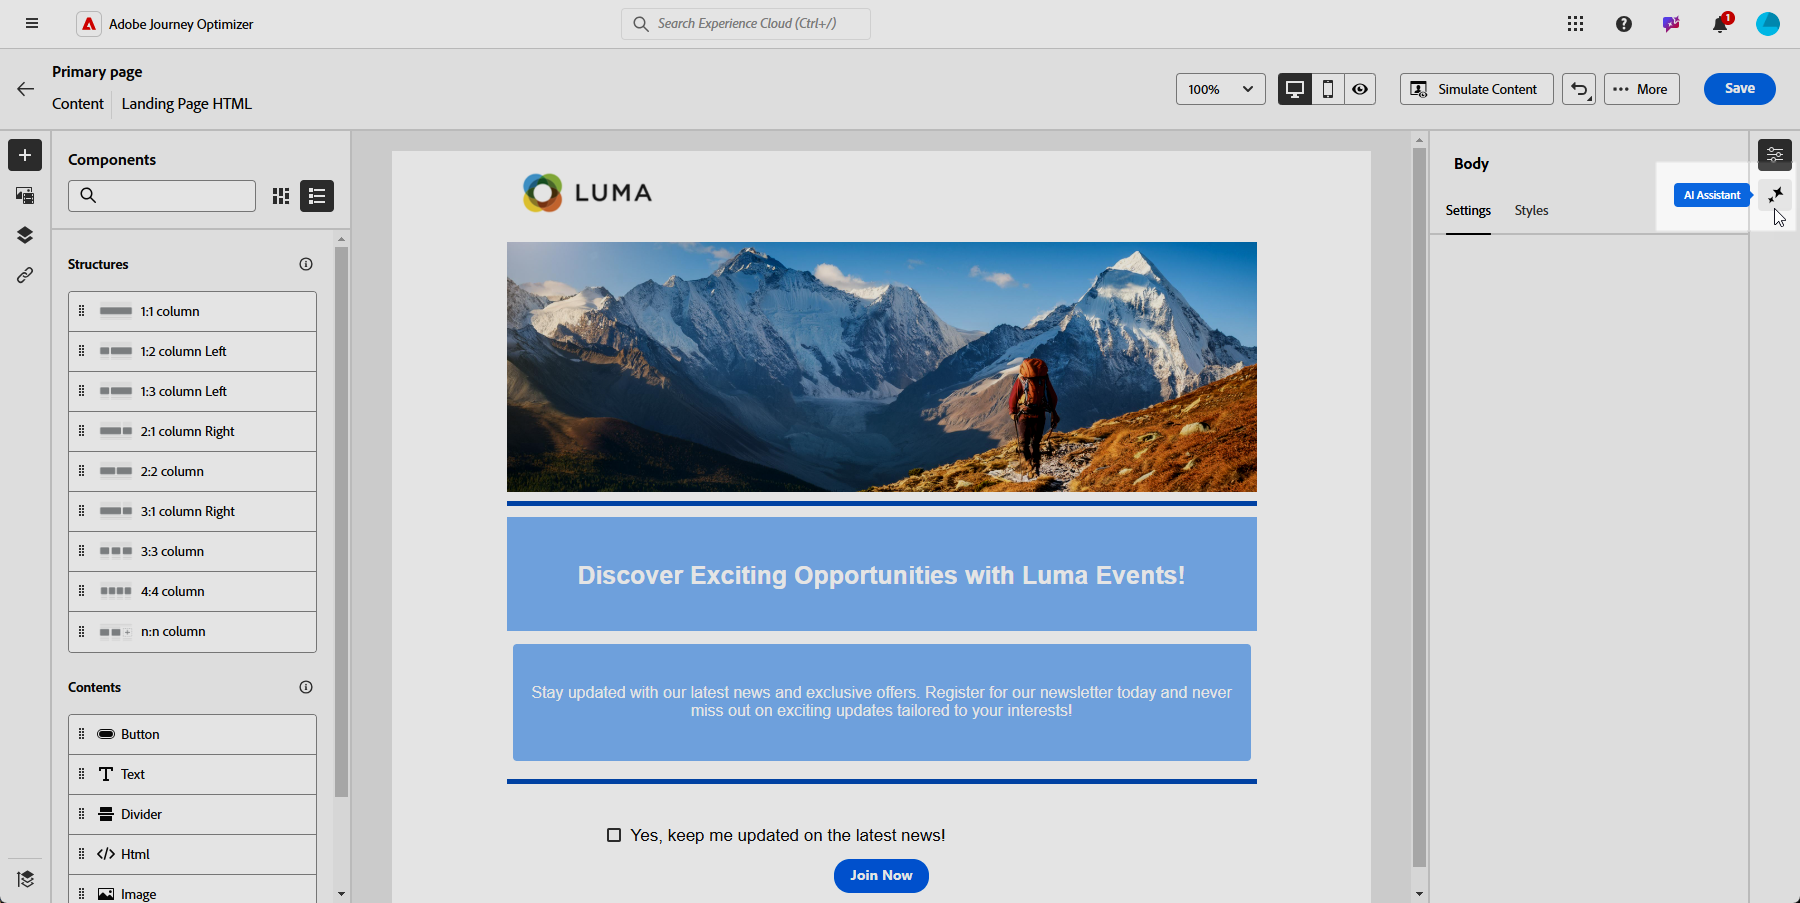 Adobe Journey Optimizer
Search Experience Cloud (Ctrl+/)
1
Primary page
Content
Landing Page HTML
100%
Simulate Content
More
Save
Components
Structures
1:1 column
1:2 column Left
1:3 column Left
2:1 column Right
2:2 column
3:1 column Right
3:3 column
4:4 column
n:n column
Contents
Button
Text
Divider
Html
Image
LUMA
Discover Exciting Opportunities with Luma Events!
Stay updated with our latest news and exclusive offers. Register for our newsletter today and never
miss out on exciting updates tailored to your interests!
Yes, keep me updated on the latest news!
Join Now
Body
AI Assistant
Settings
Styles